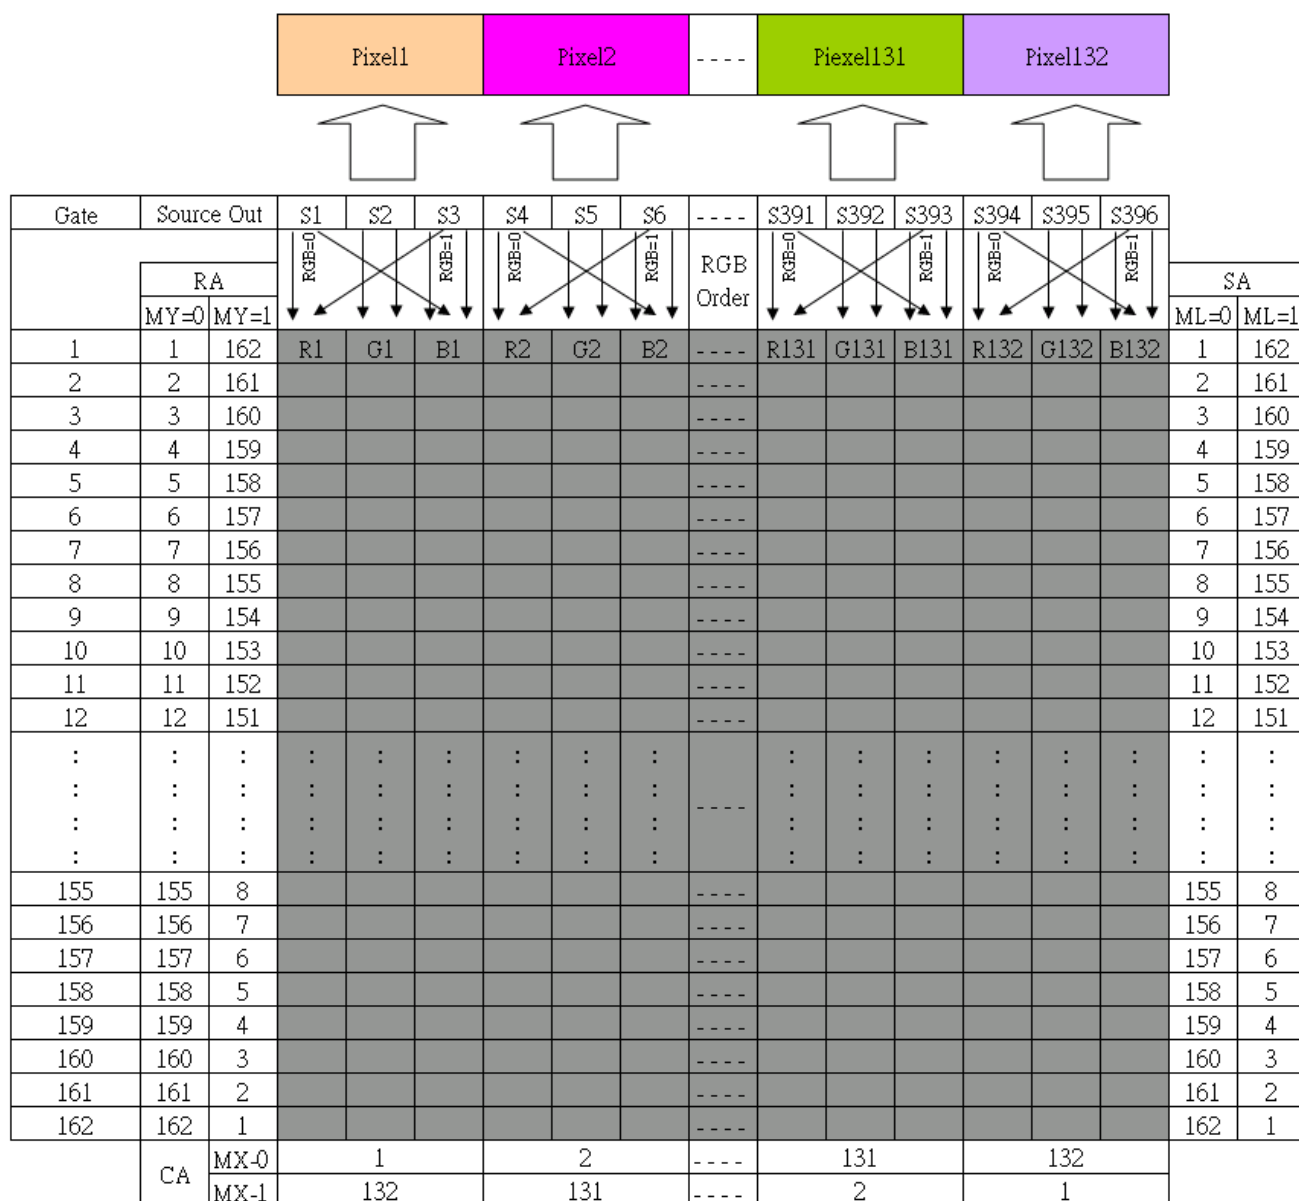 Pixel1 Pixel2 - - - - Piexel131 Pixel132
Gate Source Out S1 S2 S3 S4 S5 S6 - - - - S391 S392 S393 S394 S395 S396
RGB=0 RGB=1 RGB=0 RGB=1 RGB RGB=0 RGB=1 RGB=0 RGB=1
RA Order SA
MY=0 MY=1 ML=0 ML=1
1 1 162 R1 G1 B1 R2 G2 B2 - - - - R131 G131 B131 R132 G132 B132 1 162
2 2 161 - - - - 2 161
3 3 160 - - - - 3 160
4 4 159 - - - - 4 159
5 5 158 - - - - 5 158
6 6 157 - - - - 6 157
7 7 156 - - - - 7 156
8 8 155 - - - - 8 155
9 9 154 - - - - 9 154
10 10 153 - - - - 10 153
11 11 152 - - - - 11 152
12 12 151 - - - - 12 151
: : : : : : : : : : : : : : : : :
: : : : : : : : : : : : : : : : :
- - - -
: : : : : : : : : : : : : : : : :
: : : : : : : : : : : : : : : : :
155 155 8 - - - - 155 8
156 156 7 - - - - 156 7
157 157 6 - - - - 157 6
158 158 5 - - - - 158 5
159 159 4 - - - - 159 4
160 160 3 - - - - 160 3
161 161 2 - - - - 161 2
162 162 1 - - - - 162 1
CA MX-0 1 2 - - - - 131 132
MX-1 132 131 - - - - 2 1